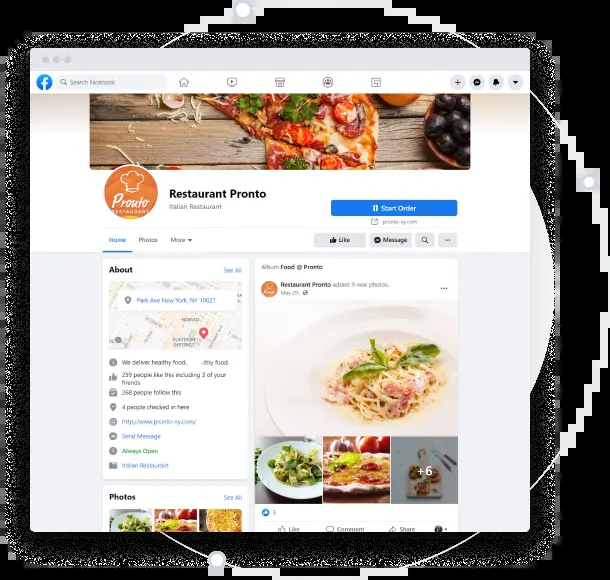 Search Facebook
Pronto
RESTAURANT
Restaurant Pronto
Italian Restaurant
Start Order
pronto-ny.com
Home
Photos
More
Like
Message
About
See All
Park Ave New York, NY 10021
NOMAD
FLATIRON
DISTRICT
We deliver healthy food. lthy food.
259 people like this including 3 of your
friends
268 people follow this
4 people checked in here
http://www.pronto-ny.com/
Send Message
Always Open
Italian Restaurant
Photos
See All
Album Food @ Pronto
Restaurant Pronto added 9 new photos.
May 29 ·
+6
3
Like
Comment
Share